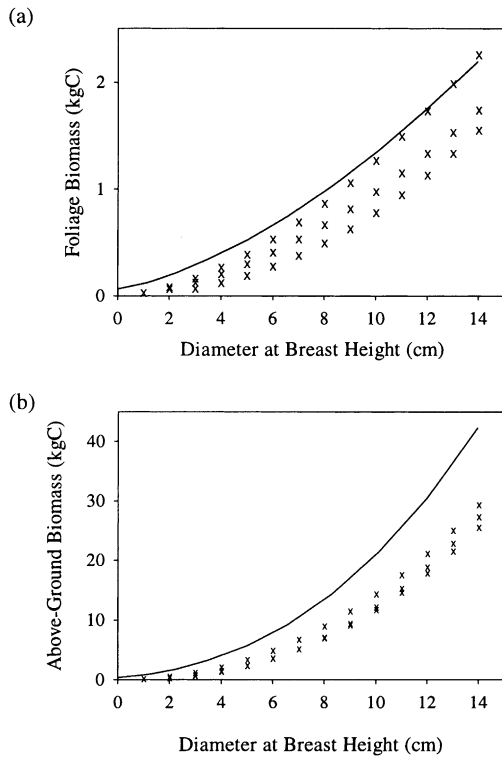 (a)
2
1
0
Foliage Biomass (kgC)
0 2 4 6 8 10 12 14
Diameter at Breast Height (cm)
(b)
40
30
20
10
0
Above-Ground Biomass (kgC)
0 2 4 6 8 10 12 14
Diameter at Breast Height (cm)